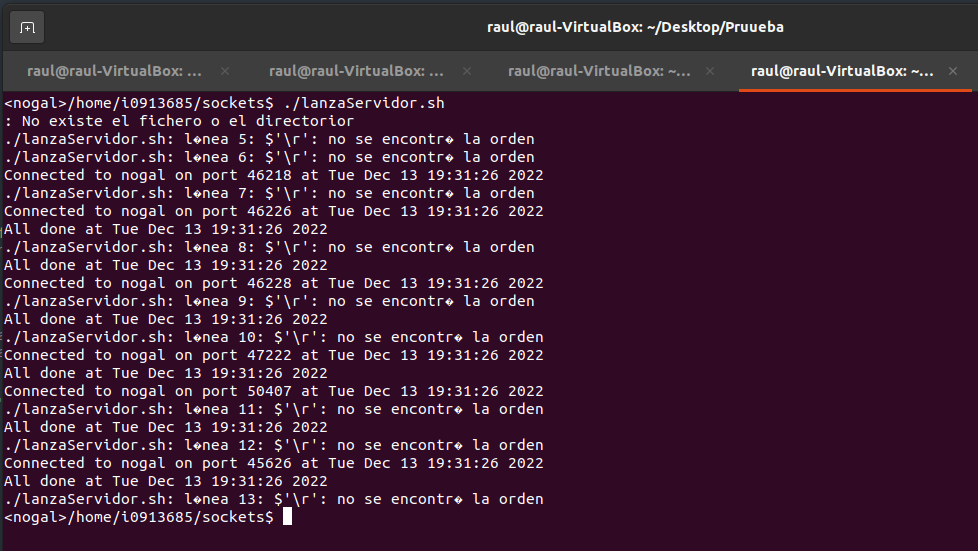 raul@raul-VirtualBox: ~/Desktop/Pruueba
raul@raul-VirtualBox: ... × raul@raul-VirtualBox: ... × raul@raul-VirtualBox: ~... × raul@raul-VirtualBox: ~... ×
<nogal>/home/i0913685/sockets$ ./lanzaServidor.sh
: No existe el fichero o el directorior
./lanzaServidor.sh: l�nea 5: $'\r': no se encontr� la orden
./lanzaServidor.sh: l�nea 6: $'\r': no se encontr� la orden
Connected to nogal on port 46218 at Tue Dec 13 19:31:26 2022
./lanzaServidor.sh: l�nea 7: $'\r': no se encontr� la orden
Connected to nogal on port 46226 at Tue Dec 13 19:31:26 2022
All done at Tue Dec 13 19:31:26 2022
./lanzaServidor.sh: l�nea 8: $'\r': no se encontr� la orden
All done at Tue Dec 13 19:31:26 2022
Connected to nogal on port 46228 at Tue Dec 13 19:31:26 2022
./lanzaServidor.sh: l�nea 9: $'\r': no se encontr� la orden
All done at Tue Dec 13 19:31:26 2022
./lanzaServidor.sh: l�nea 10: $'\r': no se encontr� la orden
Connected to nogal on port 47222 at Tue Dec 13 19:31:26 2022
All done at Tue Dec 13 19:31:26 2022
Connected to nogal on port 50407 at Tue Dec 13 19:31:26 2022
./lanzaServidor.sh: l�nea 11: $'\r': no se encontr� la orden
All done at Tue Dec 13 19:31:26 2022
./lanzaServidor.sh: l�nea 12: $'\r': no se encontr� la orden
Connected to nogal on port 45626 at Tue Dec 13 19:31:26 2022
All done at Tue Dec 13 19:31:26 2022
./lanzaServidor.sh: l�nea 13: $'\r': no se encontr� la orden
<nogal>/home/i0913685/sockets$